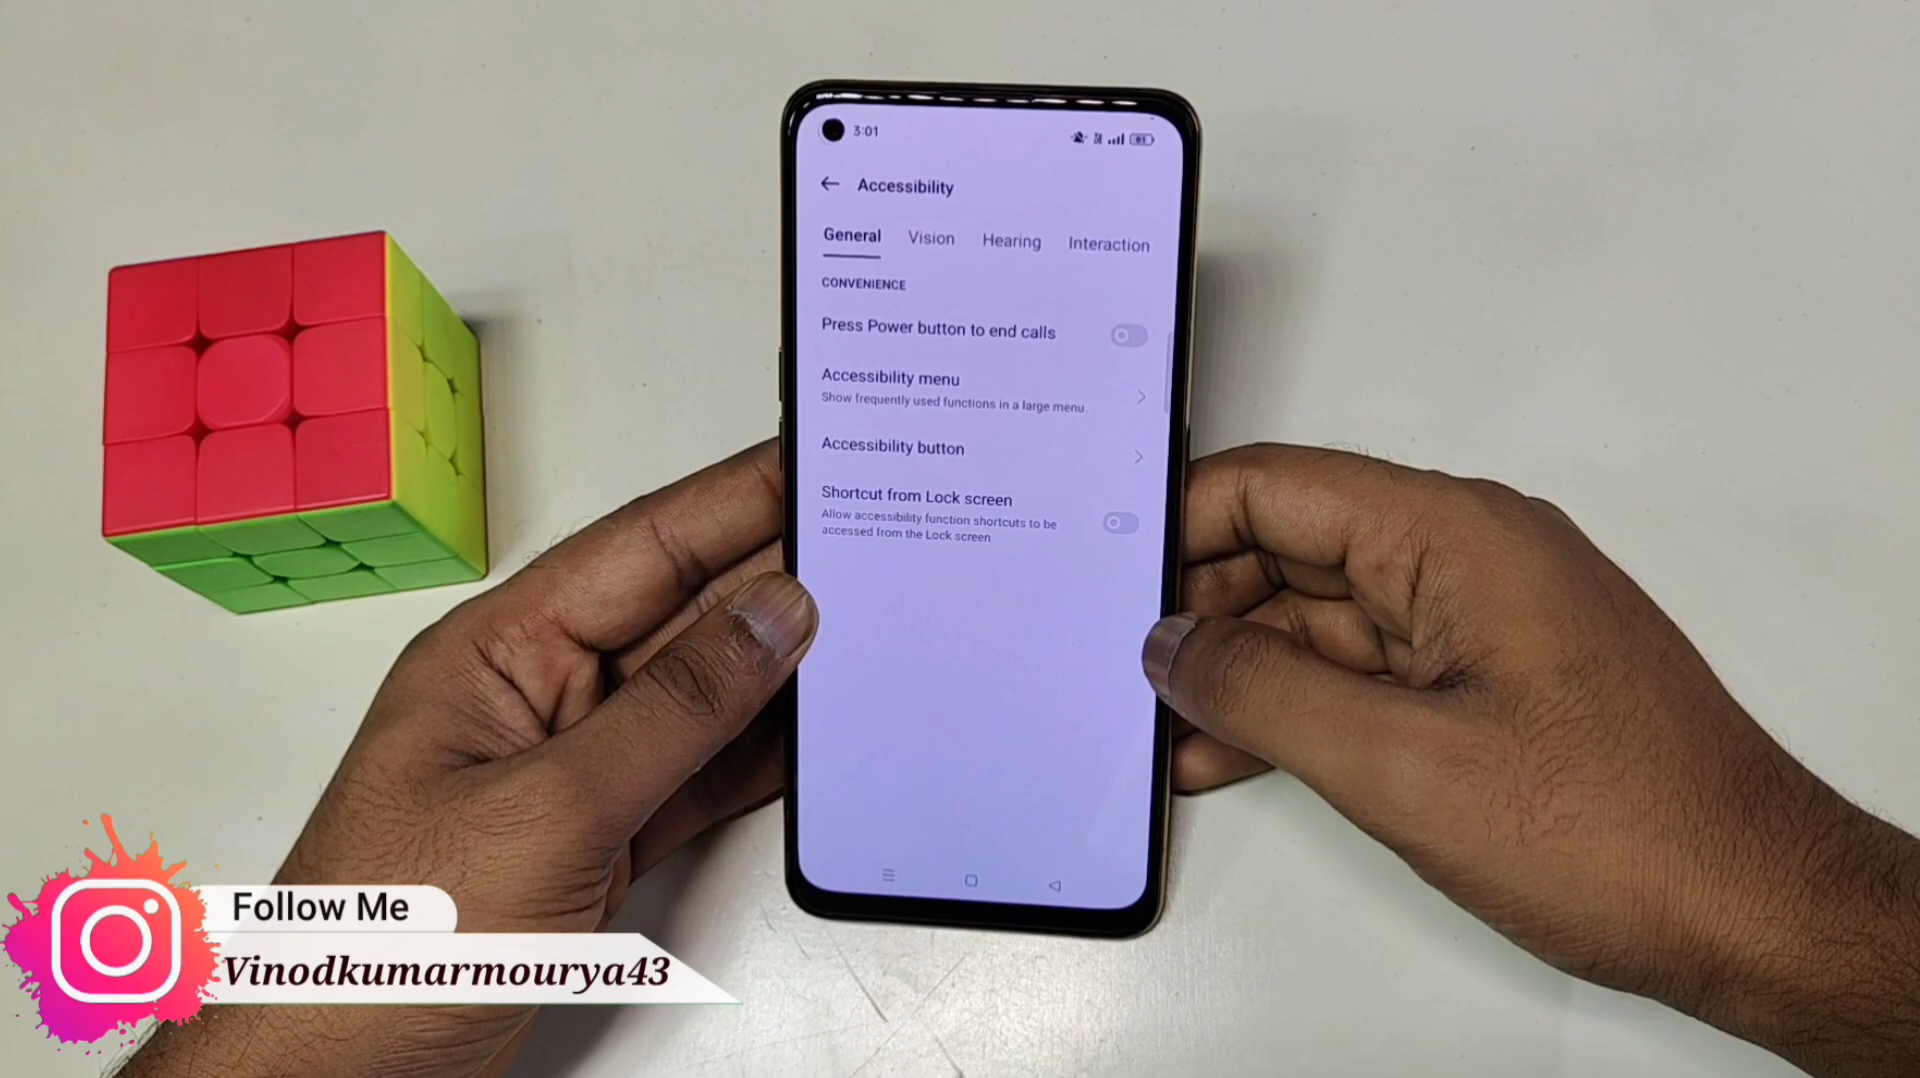 3:01
81
Accessibility
General Vision Hearing Interaction
CONVENIENCE
Press Power button to end calls
Accessibility menu
Show frequently used functions in a large menu.
Accessibility button
Shortcut from Lock screen
Allow accessibility function shortcuts to be
accessed from the Lock screen
Follow Me
Vinodkumarmourya43